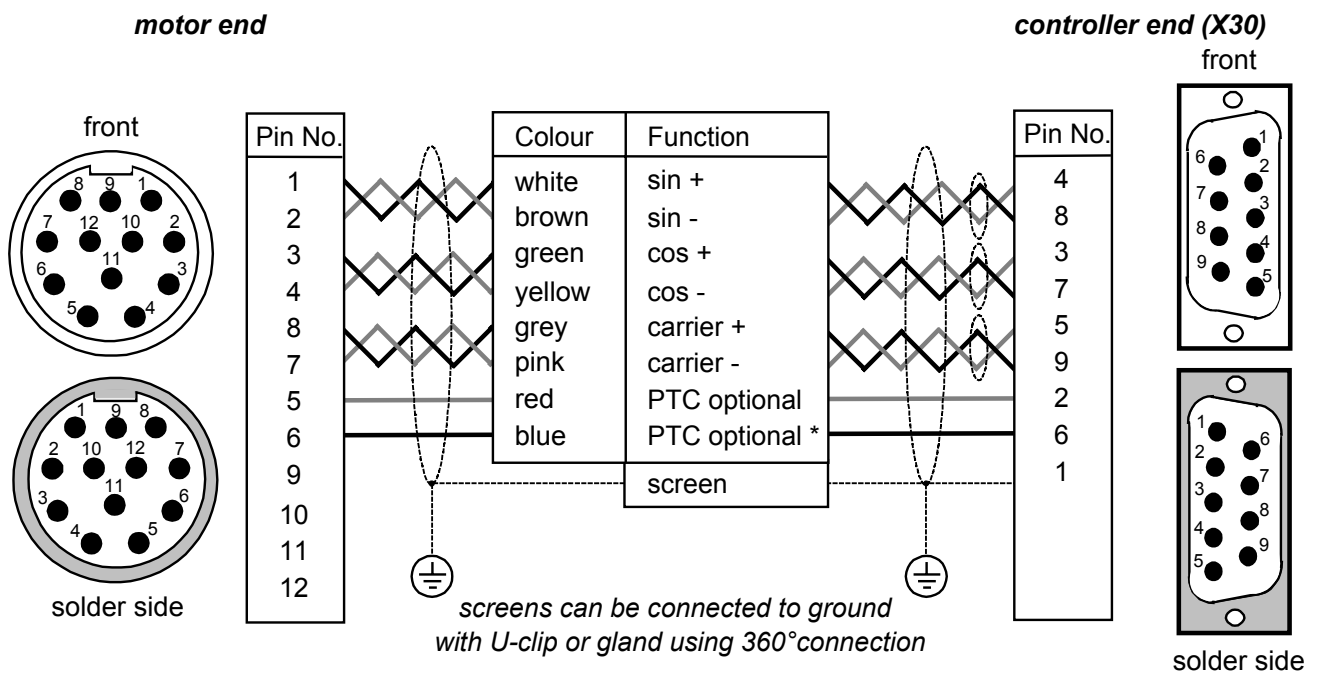 motor end
controller end (X30)
front
front
8 9 1
7 12 10 2
11
6 3
5 4
1 9 8
2 10 12 7
11
3 6
4 5
solder side
Pin No.
1
2
3
4
8
7
5
6
9
10
11
12
Colour Function
white sin +
brown sin -
green cos +
yellow cos -
grey carrier +
pink carrier -
red PTC optional
blue PTC optional *
screen
screens can be connected to ground
with U-clip or gland using 360°connection
Pin No.
4
8
3
7
5
9
2
6
1
1
6
2
7
3
8
4
9
5
1
6
2
7
3
8
4
9
5
solder side